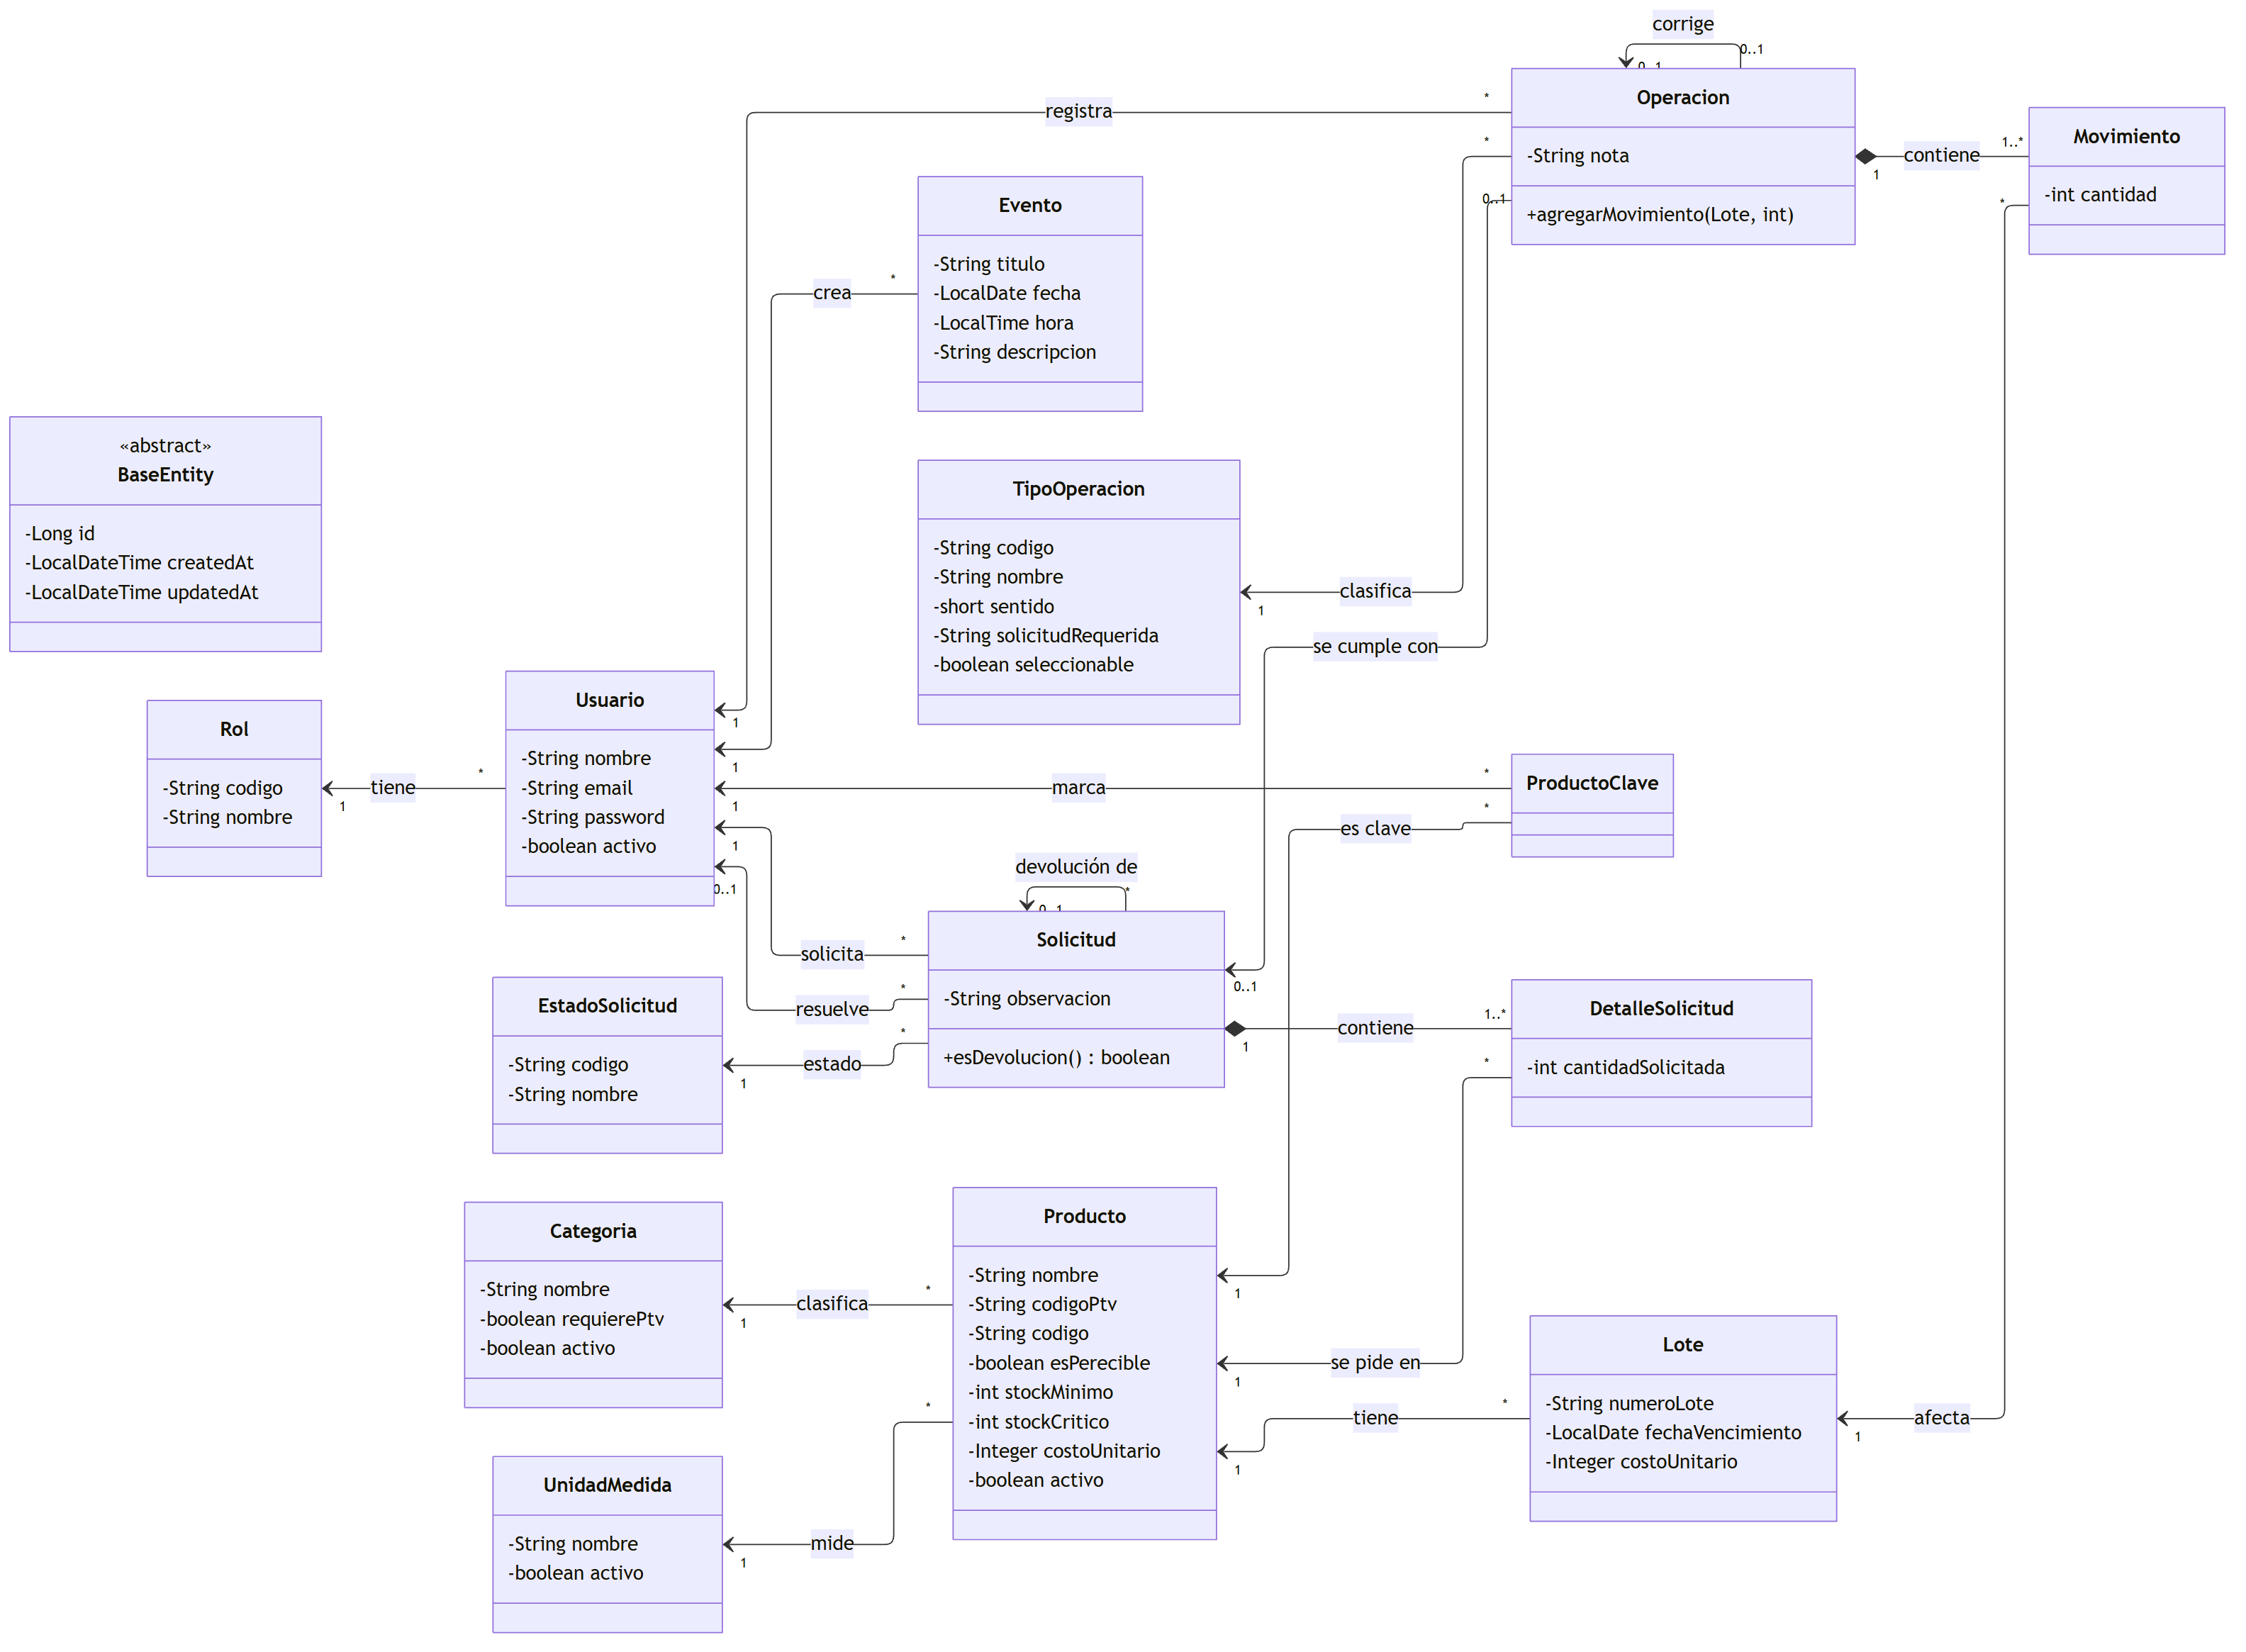 corrige
0..1
0..1
Operacion
-String nota
+agregarMovimiento(Lote, int)
*
registra
*
0..1
1
contiene
1..*
Movimiento
-int cantidad
*
Evento
-String titulo
-LocalDate fecha
-LocalTime hora
-String descripcion
crea
*
«abstract»
BaseEntity
-Long id
-LocalDateTime createdAt
-LocalDateTime updatedAt
TipoOperacion
-String codigo
-String nombre
-short sentido
-String solicitudRequerida
-boolean seleccionable
1
clasifica
se cumple con
Rol
-String codigo
-String nombre
1
tiene
*
Usuario
-String nombre
-String email
-String password
-boolean activo
1
1
1
1
0..1
marca
*
ProductoClave
es clave
*
devolución de
0..1
*
Solicitud
-String observacion
+esDevolucion() : boolean
solicita
*
resuelve
*
estado
*
0..1
1
contiene
1..*
EstadoSolicitud
-String codigo
-String nombre
1
DetalleSolicitud
-int cantidadSolicitada
*
Categoria
-String nombre
-boolean requierePtv
-boolean activo
1
clasifica
*
Producto
-String nombre
-String codigoPtv
-String codigo
-boolean esPerecible
-int stockMinimo
-int stockCritico
-Integer costoUnitario
-boolean activo
1
1
se pide en
1
tiene
*
Lote
-String numeroLote
-LocalDate fechaVencimiento
-Integer costoUnitario
1
afecta
UnidadMedida
-String nombre
-boolean activo
1
mide
*